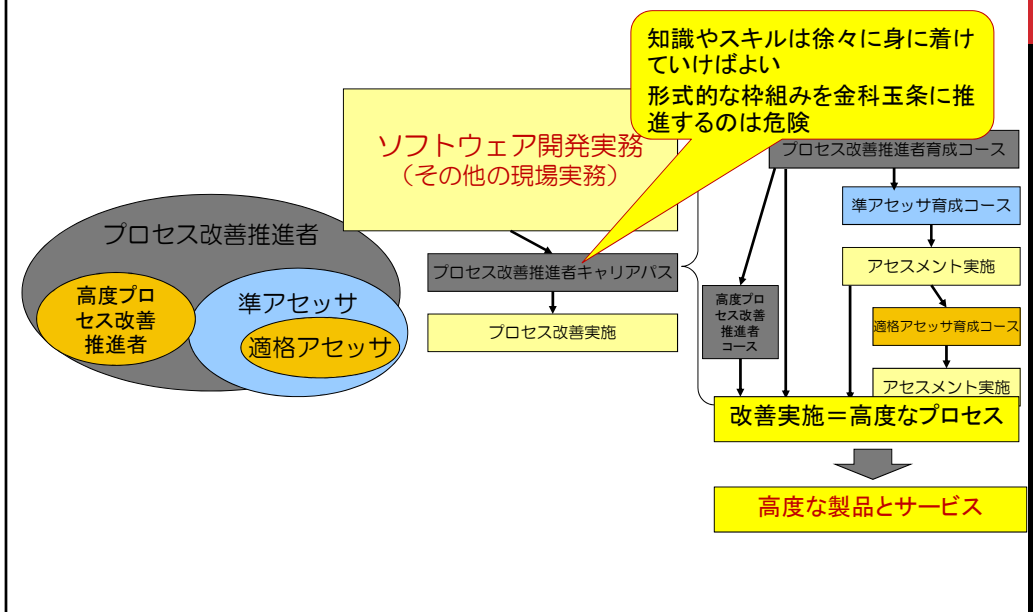 知識やスキルは徐々に身に着け
ていけばよい
形式的な枠組みを金科玉条に推
進するのは危険
ソフトウェア開発実務
（その他の現場実務）
プロセス改善推進者育成コース
準アセッサ育成コース
プロセス改善推進者
アセスメント実施
プロセス改善推進者キャリアパス
高度プロ
セス改善
推進者
準アセッサ
適格アセッサ
プロセス改善実施
高度プロ
セス改善
推進者
コース
適格アセッサ育成コース
アセスメント実施
改善実施＝高度なプロセス
高度な製品とサービス